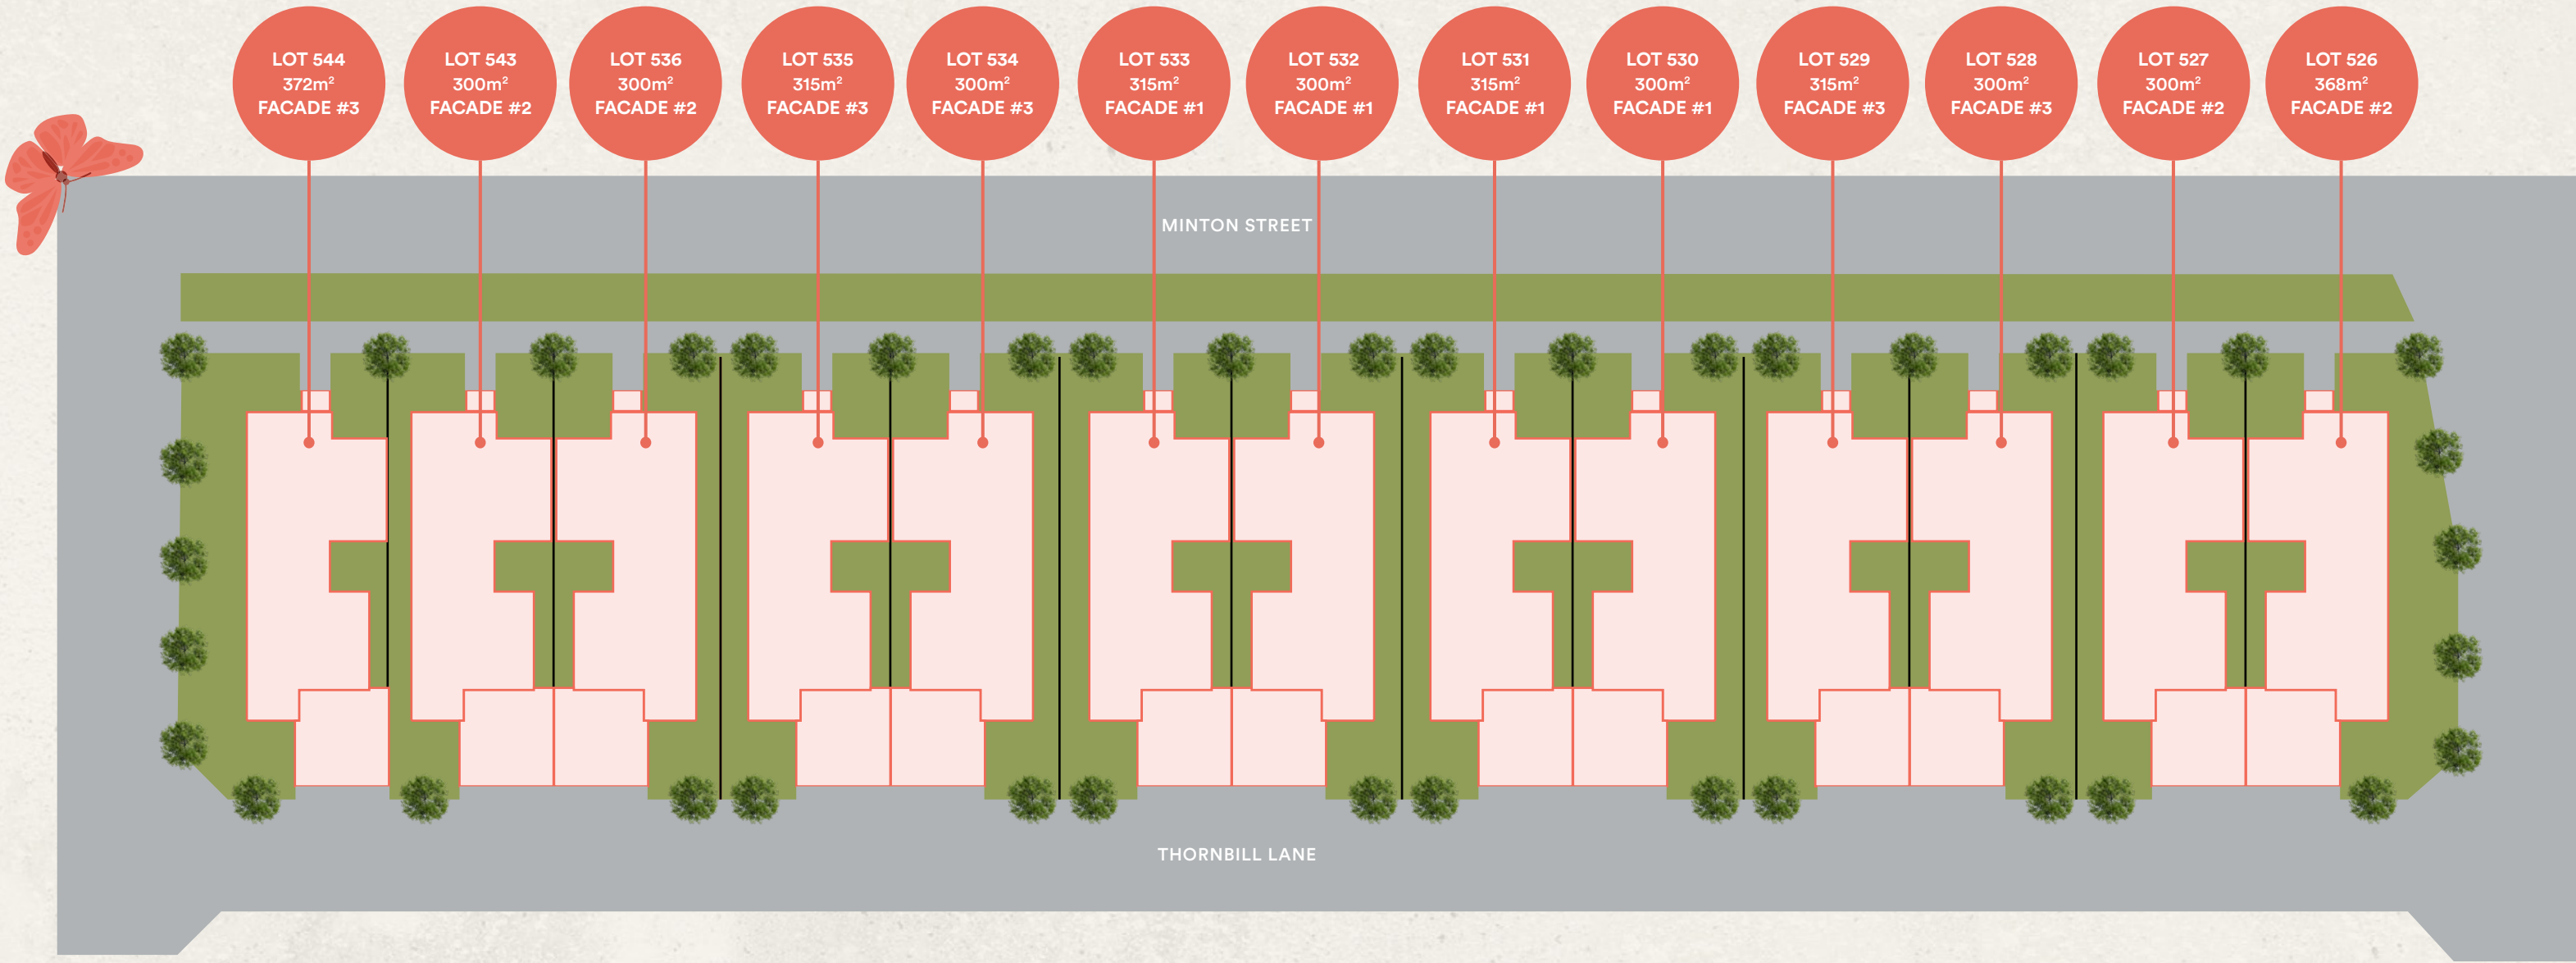 LOT 544
372m²
FACADE #3
LOT 543
300m²
FACADE #2
LOT 536
300m²
FACADE #2
LOT 535
315m²
FACADE #3
LOT 534
300m²
FACADE #3
LOT 533
315m²
FACADE #1
LOT 532
300m²
FACADE #1
LOT 531
315m²
FACADE #1
LOT 530
300m²
FACADE #1
LOT 529
315m²
FACADE #3
LOT 528
300m²
FACADE #3
LOT 527
300m²
FACADE #2
LOT 526
368m²
FACADE #2
MINTON STREET
THORNBILL LANE